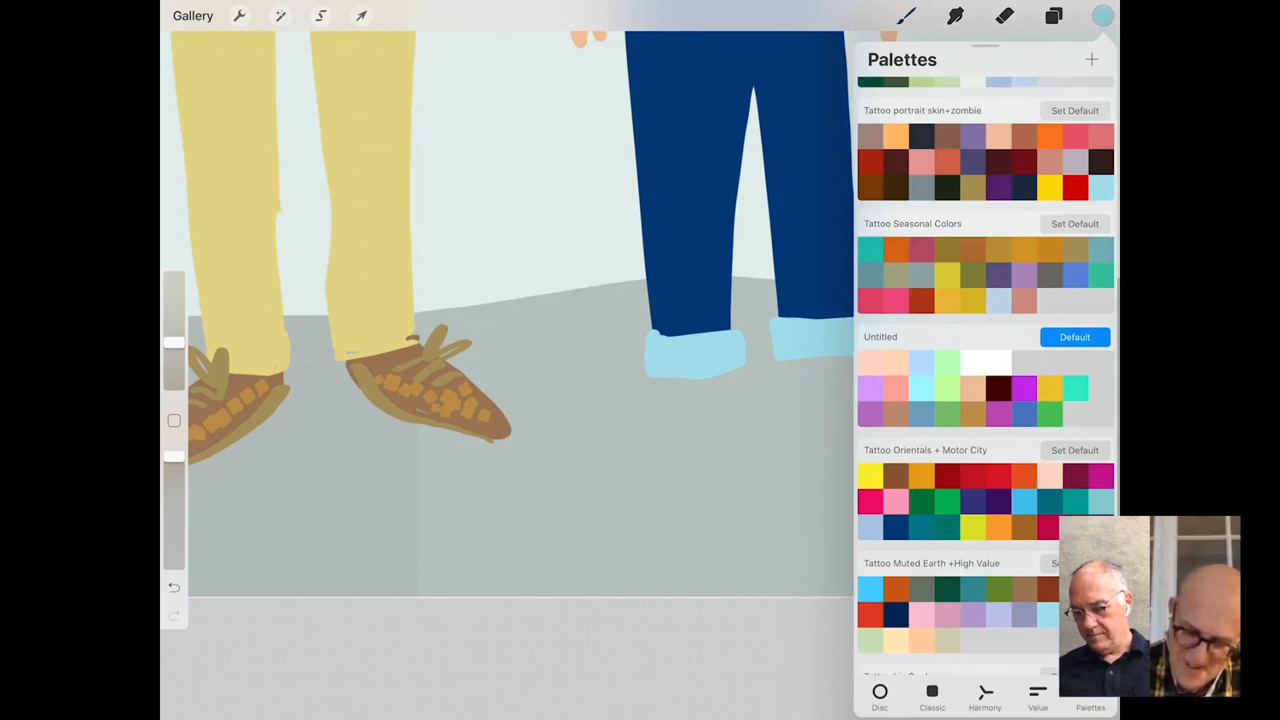 Gallery
Palettes
Tattoo portrait skin+zombie
Set Default
Tattoo Seasonal Colors
Set Default
Untitled
Default
Tattoo Orientals + Motor City
Set Default
Tattoo Muted Earth +High Value
Disc
Classic
Harmony
Value
Palettes